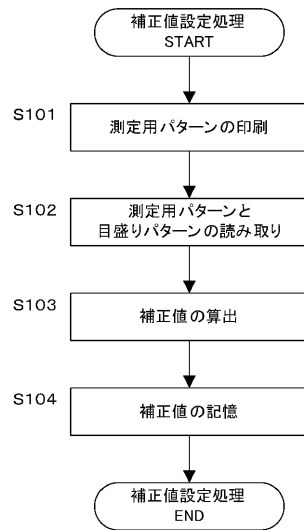 補正値設定処理
START
S101
測定用パターンの印刷
S102
測定用パターンと
目盛りパターンの読み取り
S103
補正値の算出
S104
補正値の記憶
補正値設定処理
END